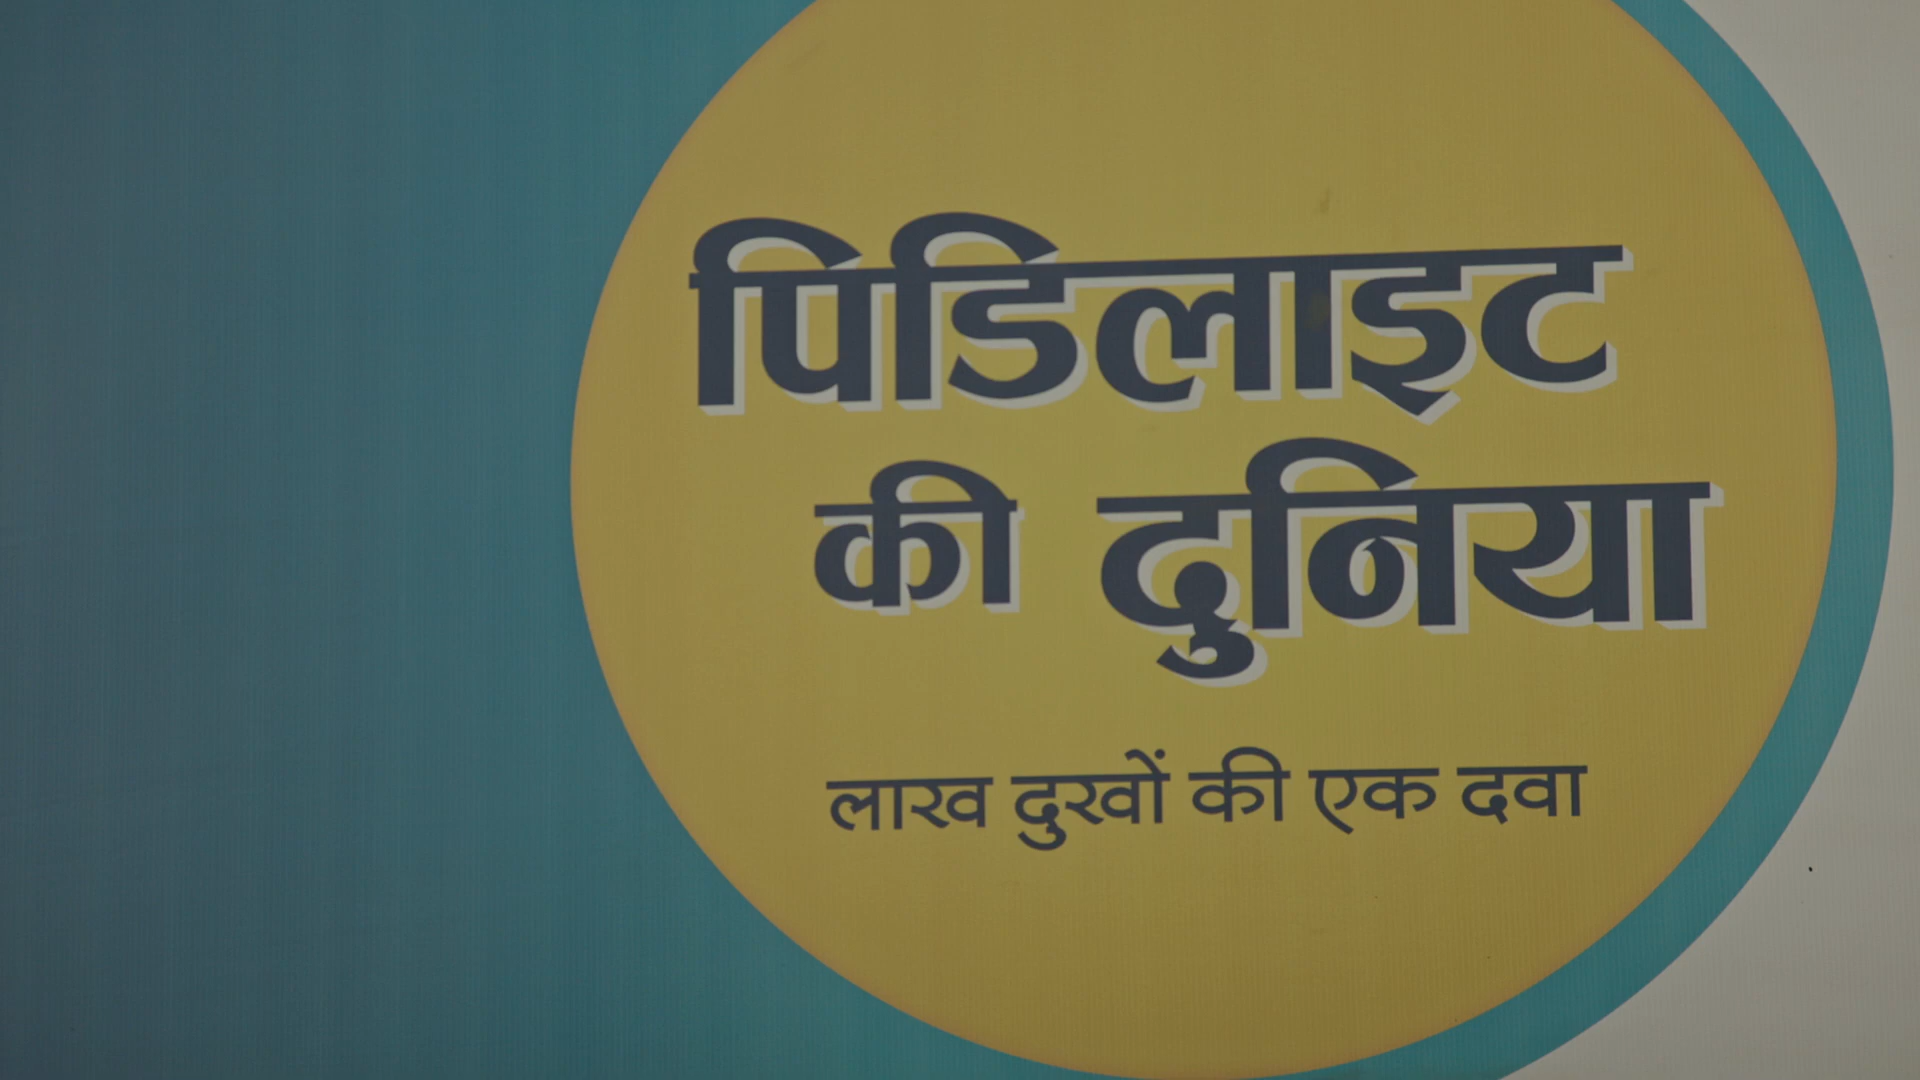 पिडिलाइट
की दुनिया
लाख दुखों की एक दवा